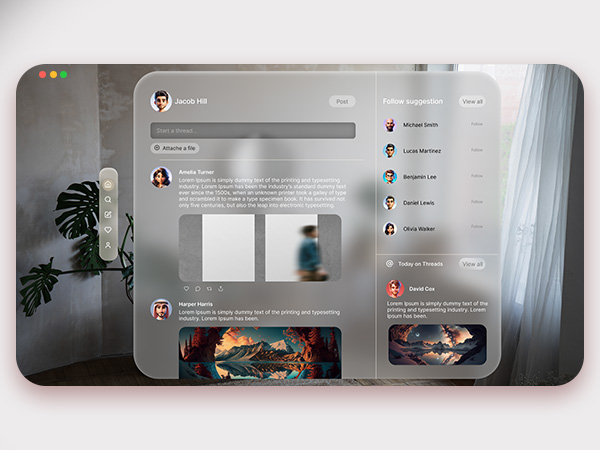 Jacob Hill
Post
Start a thread..
Attache a file
Amelia Turner
Lorem Ipsum is simply dummy text of the printing and typesetting
industry. Lorem Ipsum has been the industry's standard dummy text
ever since the 1500s, when an unknown printer took a galley of type
and scrambled it to make a type specimen book. It has survived not
only five centuries, but also the leap into electronic typesetting.
Harper Harris
Lorem Ipsum is simply dummy text of the printing and typesetting
industry. Lorem Ipsum has been.
Follow suggestion
View all
Michael Smith
Follow
Lucas Martinez
Follow
Benjamin Lee
Follow
Daniel Lewis
Follow
Olivia Walker
Follow
Today on Threads
View all
David Cox
Lorem Ipsum is simply dummy text of the
printing and typesetting industry. Lorem
Ipsum has been.